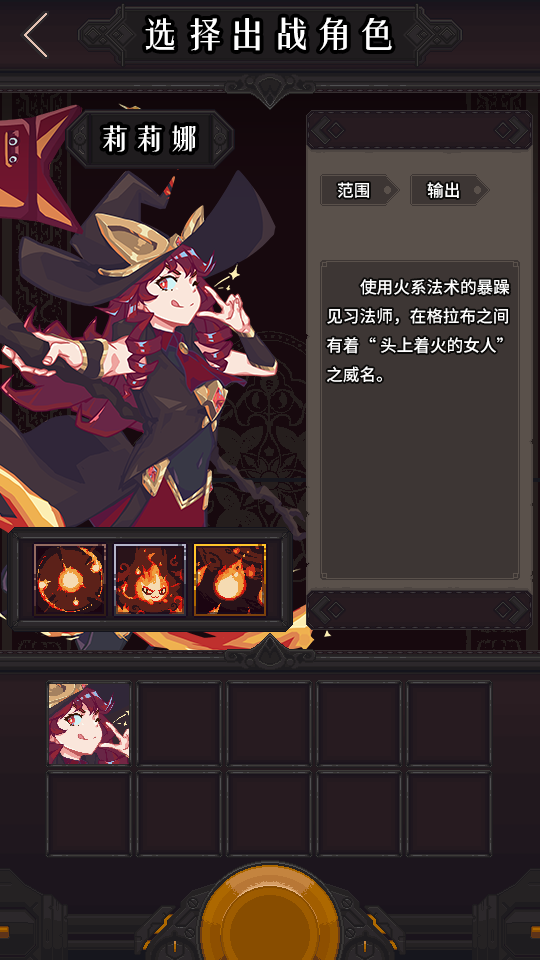 选择出战角色
莉莉娜
范围
输出
使用火系法术的暴躁
见习法师，在格拉布之间
有着“头上着火的女人”
之威名。